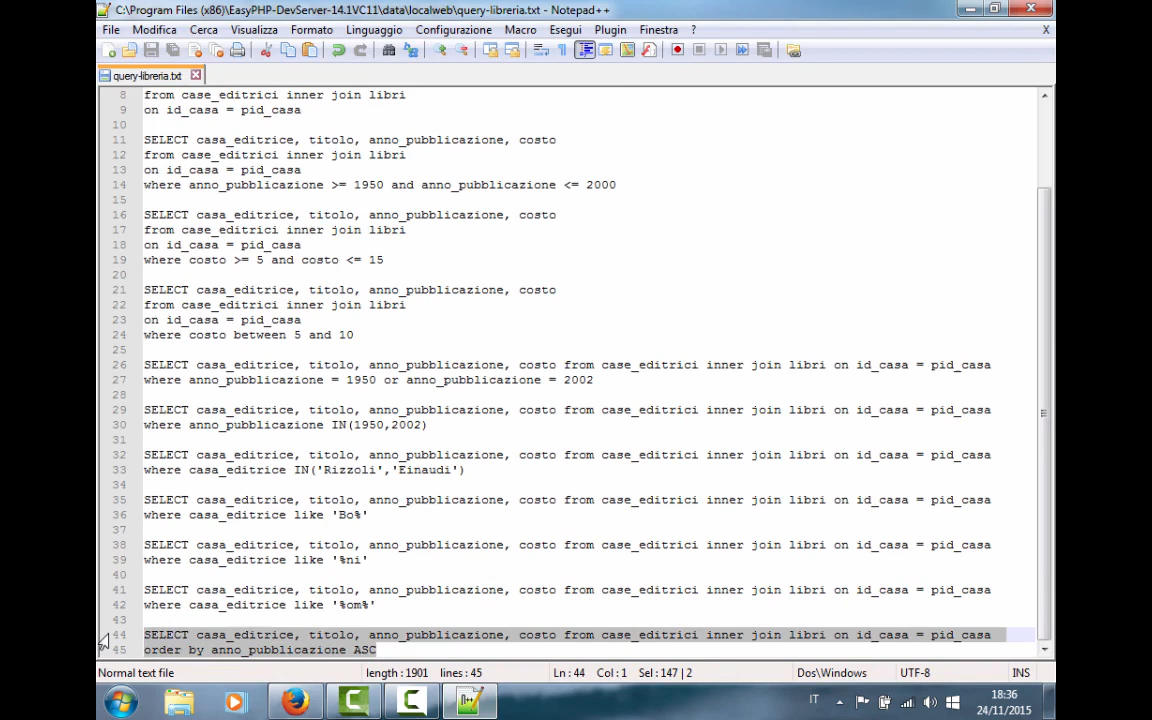 C:\Program Files (x86)\EasyPHP-DevServer-14.1VC11\data\localweb\query-libreria.txt - Notepad++
File Modifica Cerca Visualizza Formato Linguaggio Configurazione Macro Esegui Plugin Finestra ? X
query-libreria.txt
8 from case_editrici inner join libri
9 on id_casa = pid_casa
10
11 SELECT casa_editrice, titolo, anno_pubblicazione, costo
12 from case_editrici inner join libri
13 on id_casa = pid_casa
14 where anno_pubblicazione >= 1950 and anno_pubblicazione <= 2000
15
16 SELECT casa_editrice, titolo, anno_pubblicazione, costo
17 from case_editrici inner join libri
18 on id_casa = pid_casa
19 where costo >= 5 and costo <= 15
20
21 SELECT casa_editrice, titolo, anno_pubblicazione, costo
22 from case_editrici inner join libri
23 on id_casa = pid_casa
24 where costo between 5 and 10
25
26 SELECT casa_editrice, titolo, anno_pubblicazione, costo from case_editrici inner join libri on id_casa = pid_casa
27 where anno_pubblicazione = 1950 or anno_pubblicazione = 2002
28
29 SELECT casa_editrice, titolo, anno_pubblicazione, costo from case_editrici inner join libri on id_casa = pid_casa
30 where anno_pubblicazione IN(1950,2002)
31
32 SELECT casa_editrice, titolo, anno_pubblicazione, costo from case_editrici inner join libri on id_casa = pid_casa
33 where casa_editrice IN('Rizzoli','Einaudi')
34
35 SELECT casa_editrice, titolo, anno_pubblicazione, costo from case_editrici inner join libri on id_casa = pid_casa
36 where casa_editrice like 'Bo%'
37
38 SELECT casa_editrice, titolo, anno_pubblicazione, costo from case_editrici inner join libri on id_casa = pid_casa
39 where casa_editrice like '%ni'
40
41 SELECT casa_editrice, titolo, anno_pubblicazione, costo from case_editrici inner join libri on id_casa = pid_casa
42 where casa_editrice like '%om%'
43
44 SELECT casa_editrice, titolo, anno_pubblicazione, costo from case_editrici inner join libri on id_casa = pid_casa
45 order by anno_pubblicazione ASC
Normal text file length : 1901 lines : 45 Ln : 44 Col : 1 Sel : 147 | 2 Dos\Windows UTF-8 INS
IT 18:36
24/11/2015